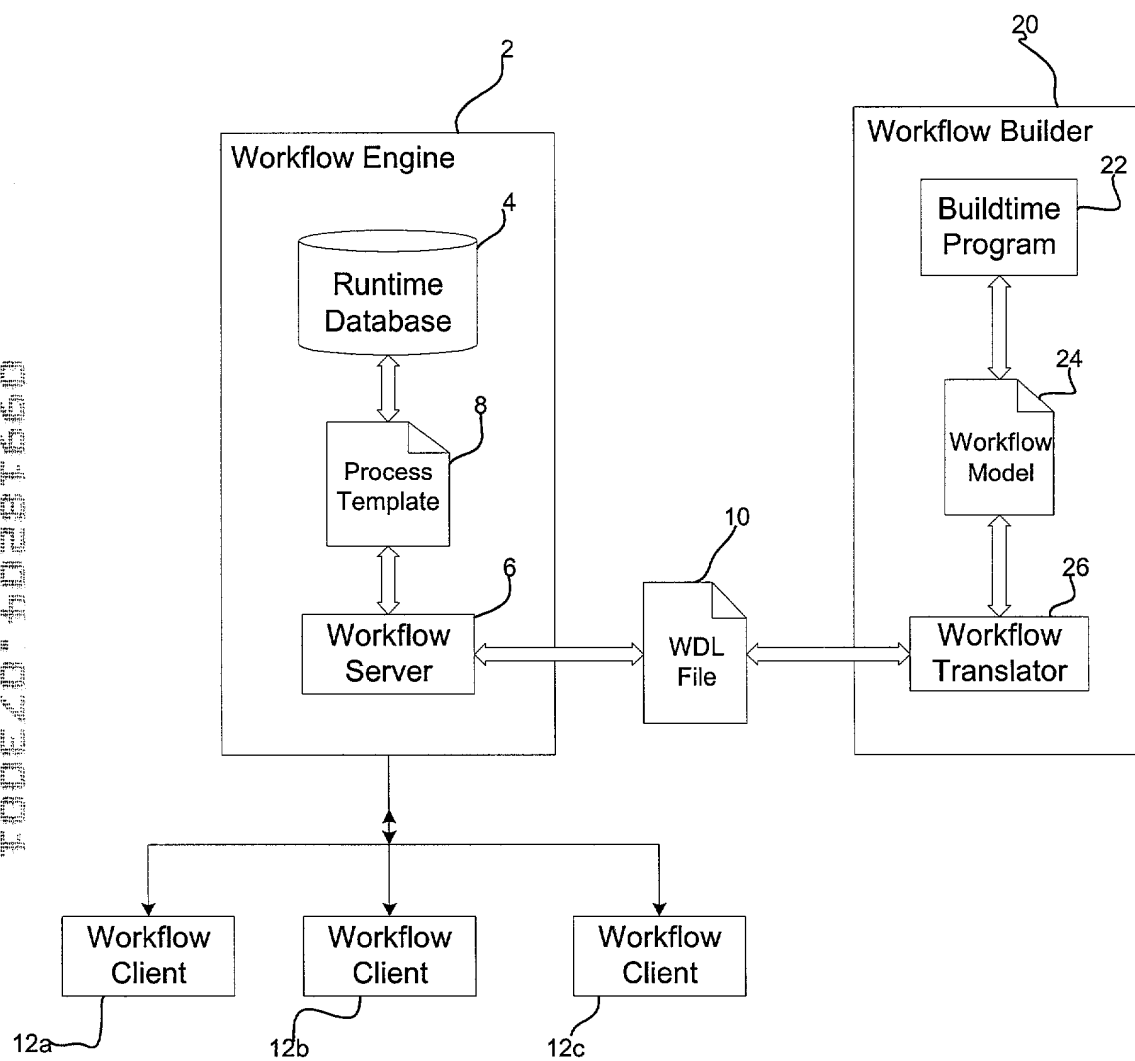 20
2
Workflow Engine
Workflow Builder
22
4
Buildtime
Program
Runtime
Database
24
8
Process
Template
Workflow
Model
10
6
26
Workflow
Server
WDL
File
Workflow
Translator
Workflow
Client
Workflow
Client
Workflow
Client
12a
12b
12c